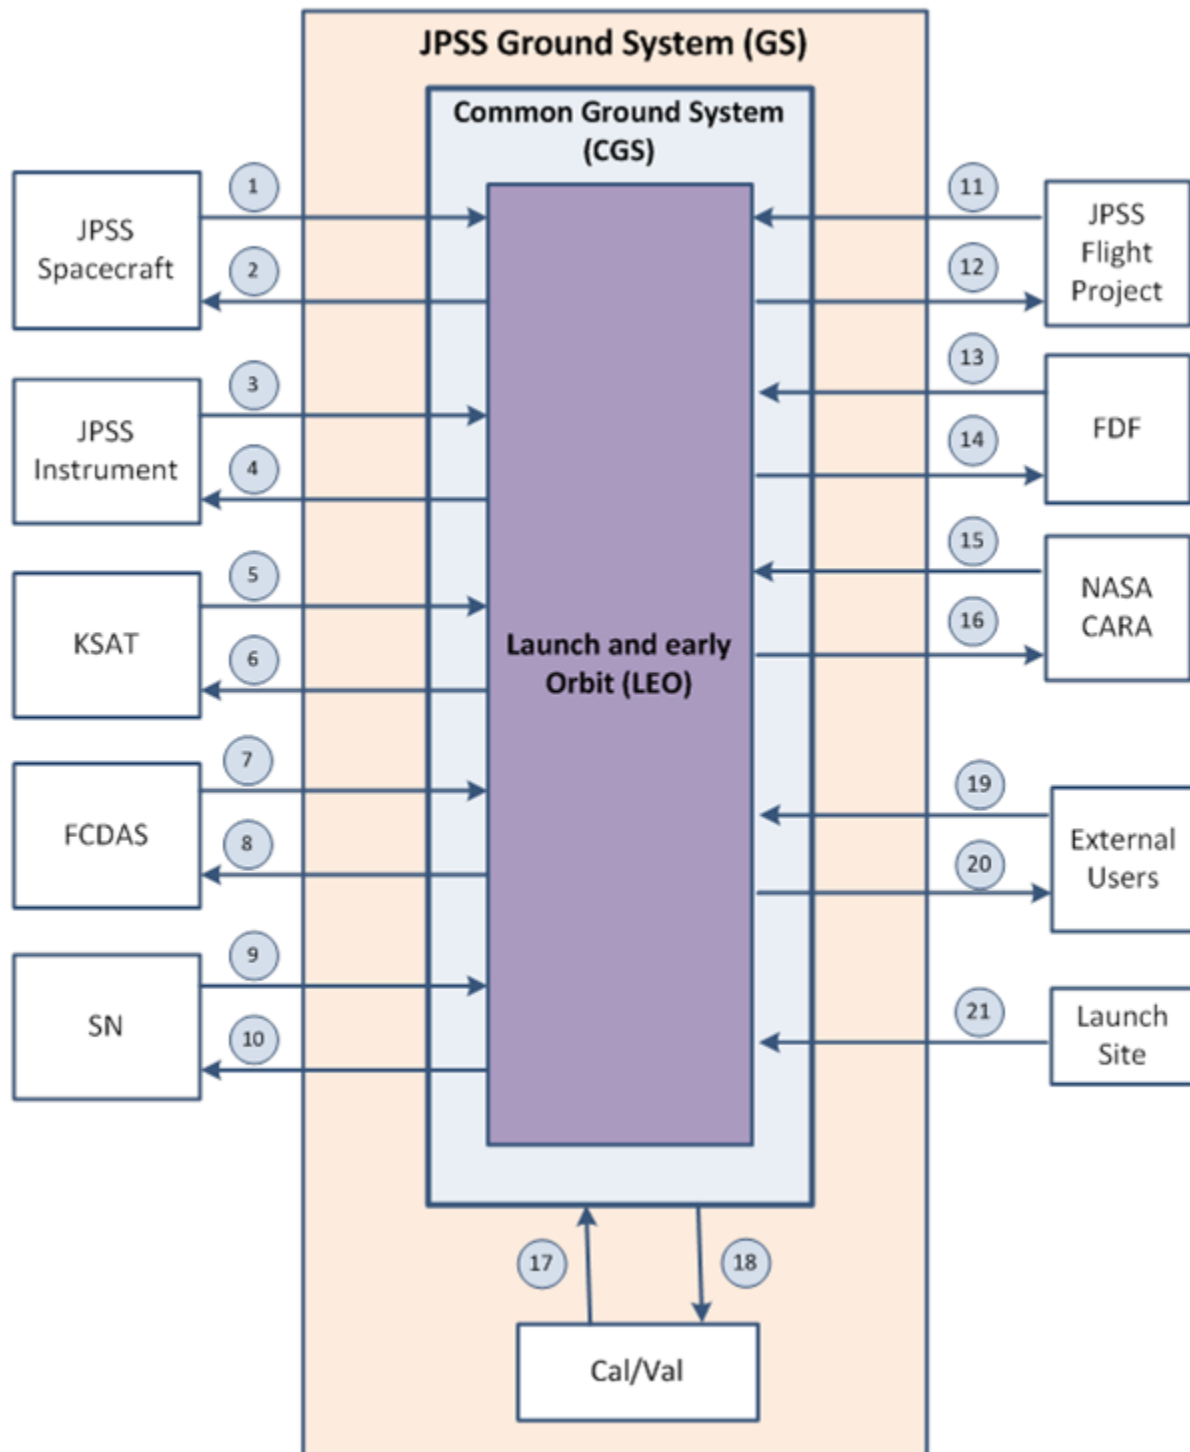 JPSS Ground System (GS)
Common Ground System
(CGS)
1
JPSS
Spacecraft
2
3
JPSS
Instrument
4
5
KSAT
6
7
FCDAS
8
9
SN
10
Launch and early
Orbit (LEO)
11
JPSS
Flight
Project
12
13
FDF
14
15
NASA
CARA
16
19
External
Users
20
21
Launch
Site
17
18
Cal/Val